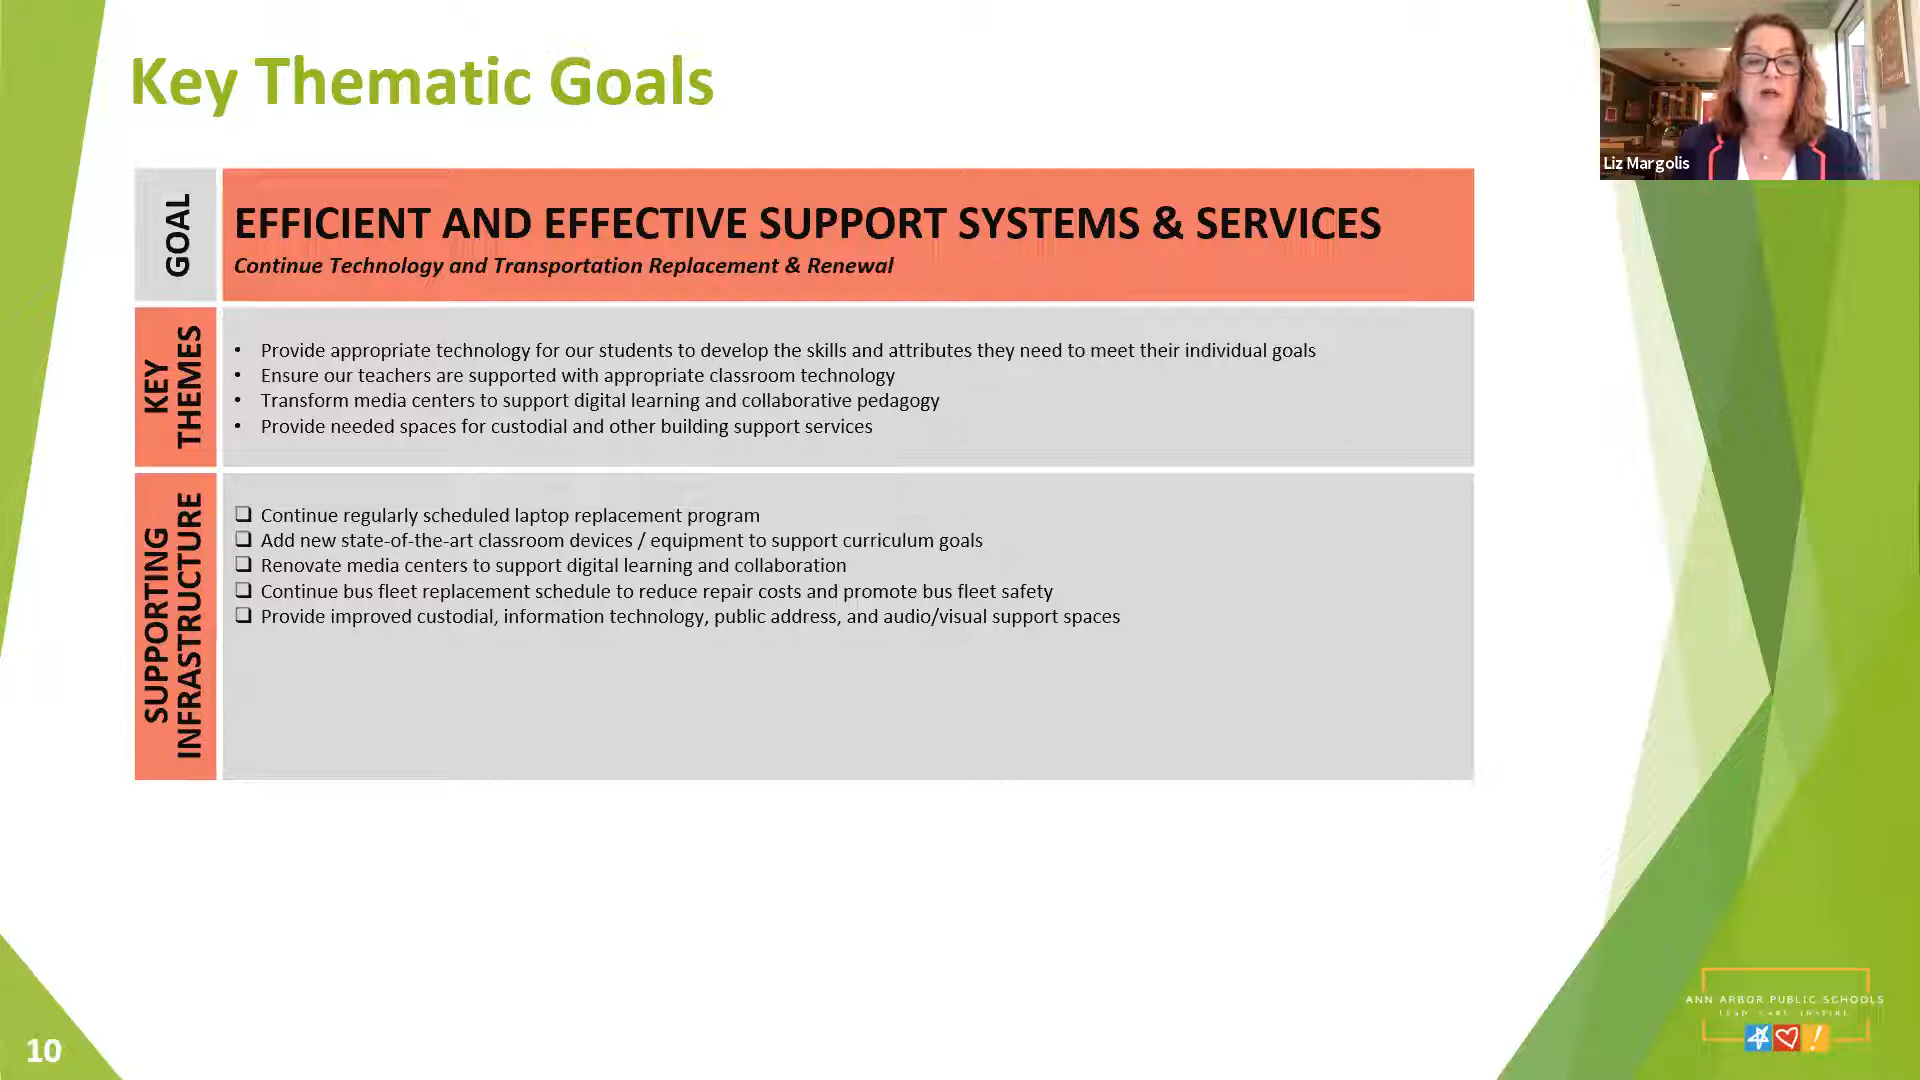 Key Thematic Goals
Liz Margolis
GOAL
EFFICIENT AND EFFECTIVE SUPPORT SYSTEMS & SERVICES
Continue Technology and Transportation Replacement & Renewal
KEY
THEMES
• Provide appropriate technology for our students to develop the skills and attributes they need to meet their individual goals
• Ensure our teachers are supported with appropriate classroom technology
• Transform media centers to support digital learning and collaborative pedagogy
• Provide needed spaces for custodial and other building support services
SUPPORTING
INFRASTRUCTURE
❑ Continue regularly scheduled laptop replacement program
❑ Add new state-of-the-art classroom devices / equipment to support curriculum goals
❑ Renovate media centers to support digital learning and collaboration
❑ Continue bus fleet replacement schedule to reduce repair costs and promote bus fleet safety
❑ Provide improved custodial, information technology, public address, and audio/visual support spaces
ANN ARBOR PUBLIC SCHOOLS
LEAD CARE INSPIRE
10